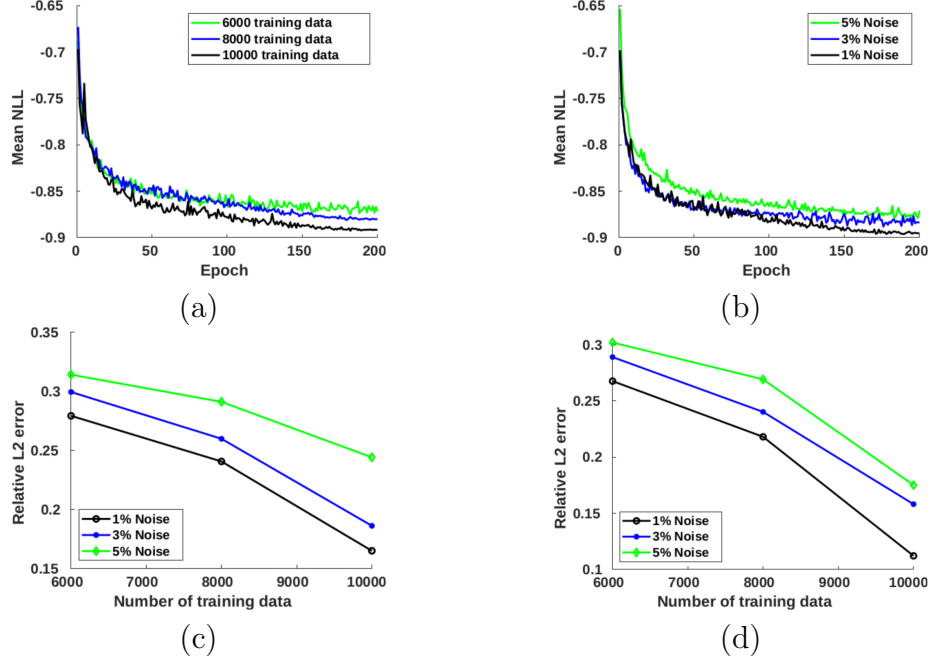 -0.65
-0.7
-0.75
-0.8
-0.85
-0.9
Mean NLL
6000 training data
8000 training data
10000 training data
0 50 100 150 200
Epoch
(a)
-0.65
-0.7
-0.75
-0.8
-0.85
-0.9
Mean NLL
5% Noise
3% Noise
1% Noise
0 50 100 150 200
Epoch
(b)
0.35
0.3
0.25
0.2
0.15
Relative L2 error
1% Noise
3% Noise
5% Noise
6000 7000 8000 9000 10000
Number of training data
(c)
0.3
0.25
0.2
0.15
0.1
Relative L2 error
1% Noise
3% Noise
5% Noise
6000 7000 8000 9000 10000
Number of training data
(d)